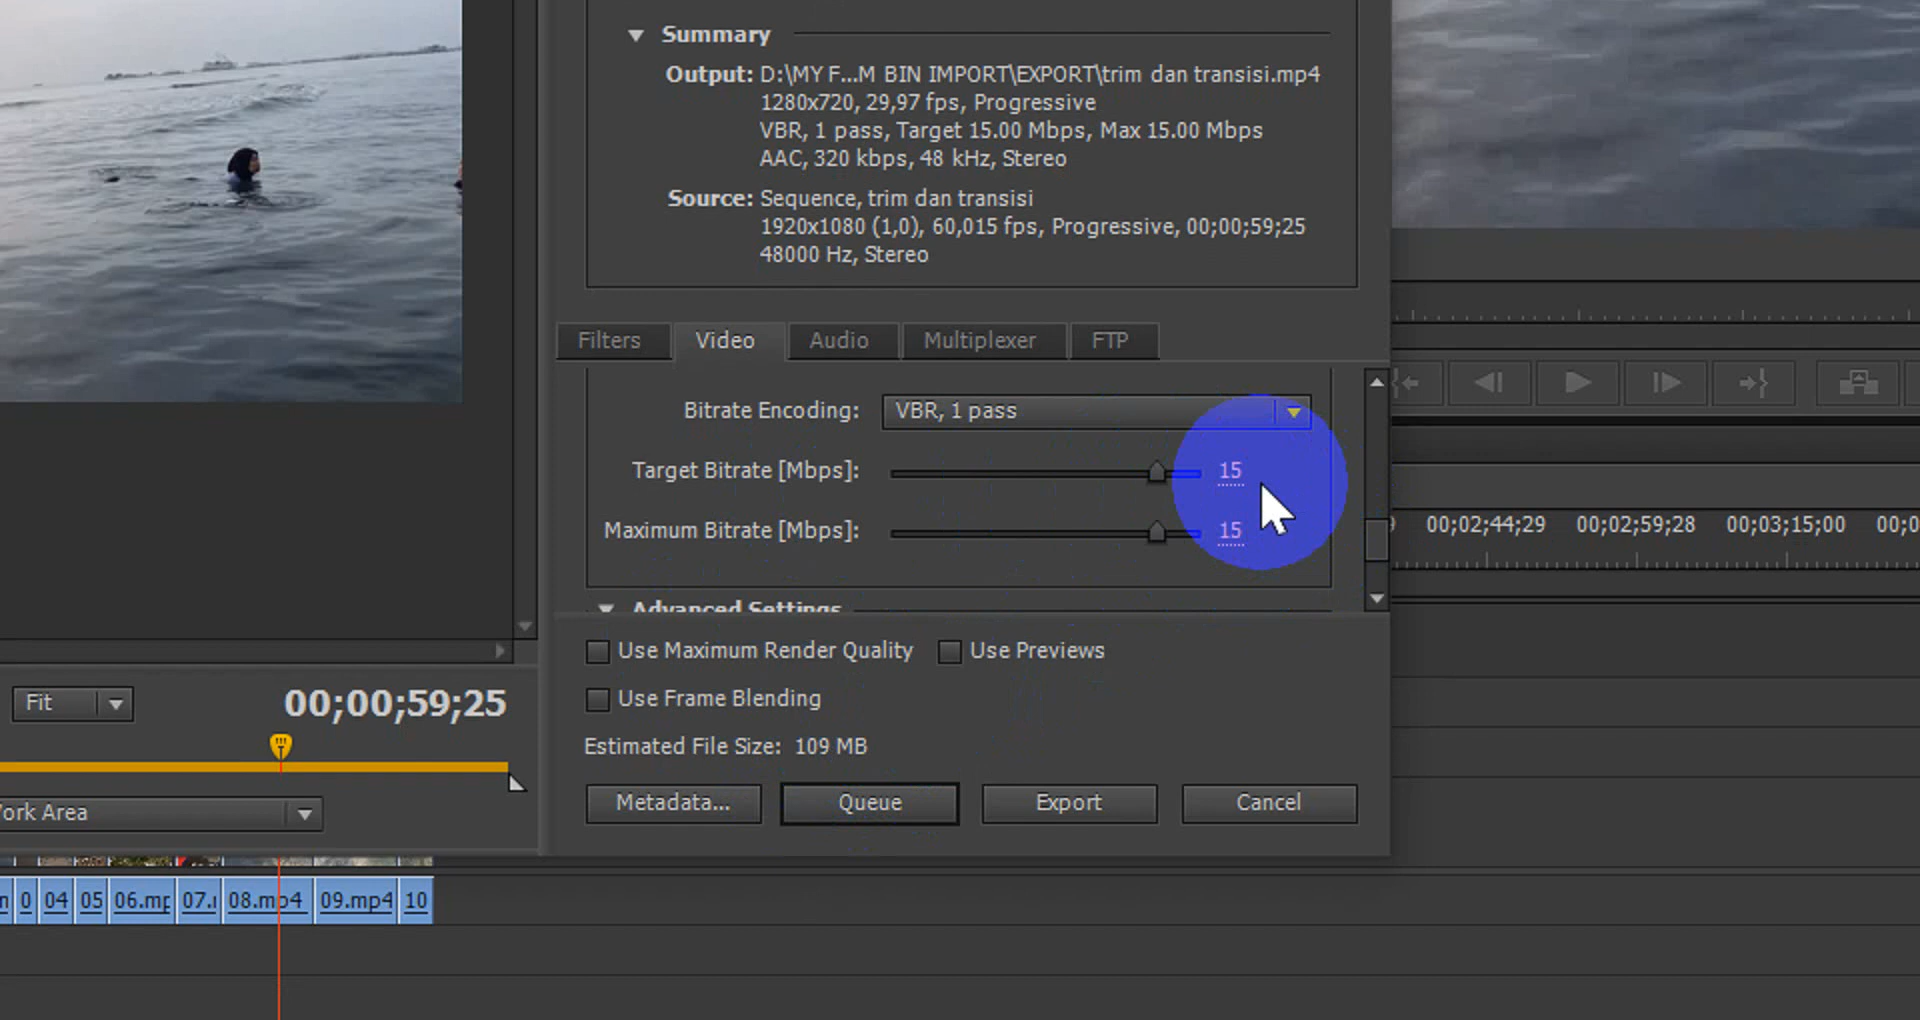 Summary
Output: D:\MY F...M BIN IMPORT\EXPORT\trim dan transisi.mp4
1280x720, 29,97 fps, Progressive
VBR, 1 pass, Target 15.00 Mbps, Max 15.00 Mbps
AAC, 320 kbps, 48 kHz, Stereo
Source: Sequence, trim dan transisi
1920x1080 (1,0), 60,015 fps, Progressive, 00;00;59;25
48000 Hz, Stereo
Filters Video Audio Multiplexer FTP
Bitrate Encoding: VBR, 1 pass
Target Bitrate [Mbps]: 15
Maximum Bitrate [Mbps]: 15
00;02;44;29 00;02;59;28 00;03;15;00 00;0
Advanced Settings
Use Maximum Render Quality Use Previews
Use Frame Blending
Fit 00;00;59;25
Estimated File Size: 109 MB
Metadata... Queue Export Cancel
ork Area
0 04 05 06.mp 07. 08.mp4 09.mp4 10